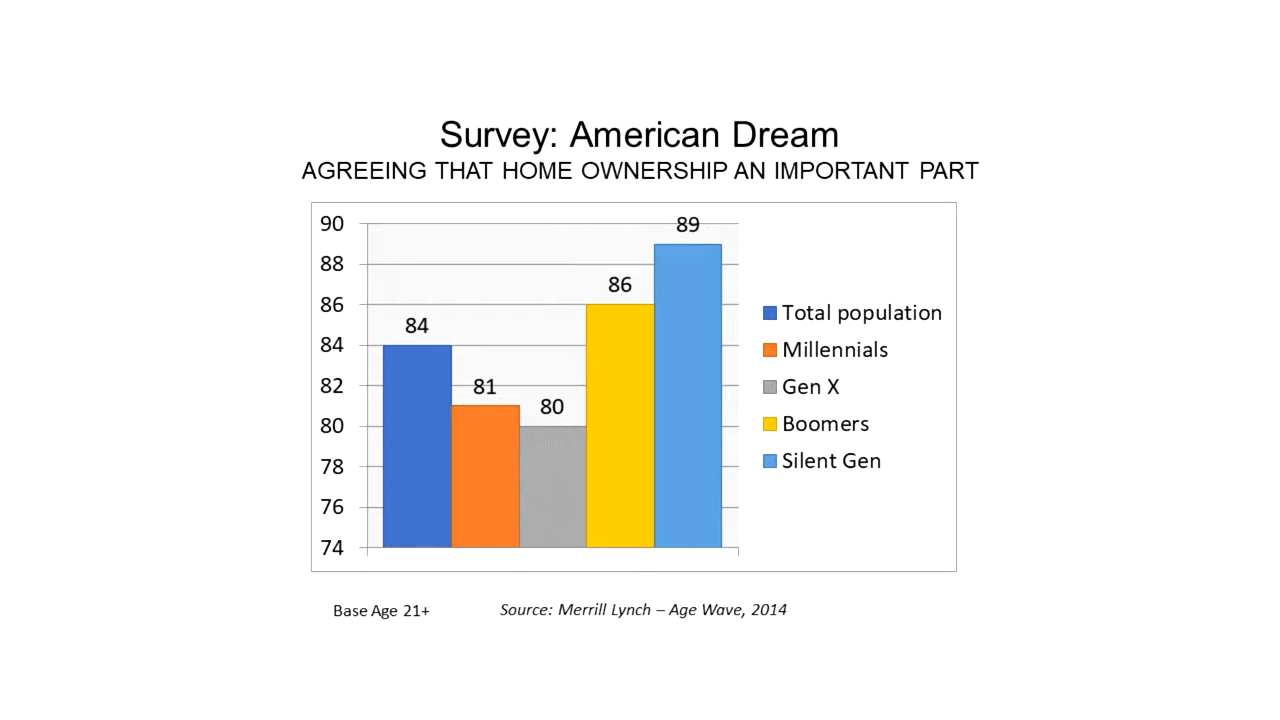 Survey: American Dream
AGREEING THAT HOME OWNERSHIP AN IMPORTANT PART
90
88
86
84
82
80
78
76
74
84
81
80
86
89
Total population
Millennials
Gen X
Boomers
Silent Gen
Base Age 21+
Source: Merrill Lynch – Age Wave, 2014